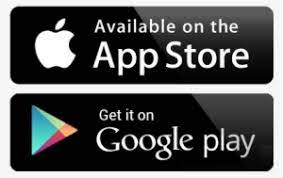 Available on the
App Store
Get it on
Google play